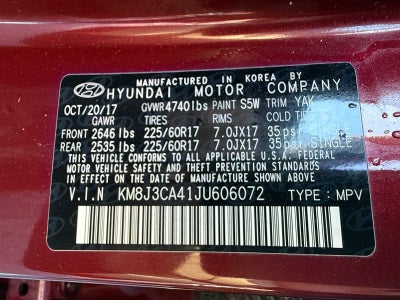 MANUFACTURED IN KOREA BY
HYUNDAI MOTOR COMPANY
OCT/20/17 GVWR4740lbs PAINT S5W TRIM YAK
GAWR TIRES RIMS COLD
FRONT 2646lbs 225/60R17 7.0JX17 35psi, SINGLE
REAR 2535lbs 225/60R17 7.0JX17 35psi, SINGLE
THIS VEHICLE CONFORMS TO ALL APPLICABLE U.S.A. FEDERAL
MOTOR VEHICLE SAFETY AND THEFT PREVENTION STANDARDS
IN EFFECT ON THE DATE OF MANUFACTURE SHOWN ABOVE.
V.I.N KM8J3CA41JU606072 TYPE: MPV